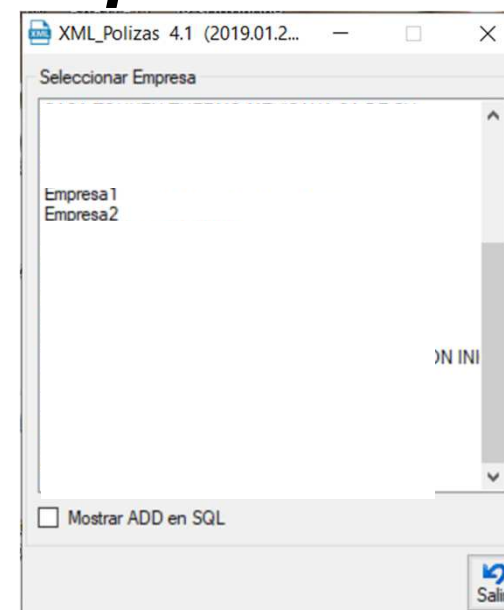 XML_Polizas 4.1 (2019.01.2...
Seleccionar Empresa
Empresa1
Empresa2
ON INI
Mostrar ADD en SQL
Sali